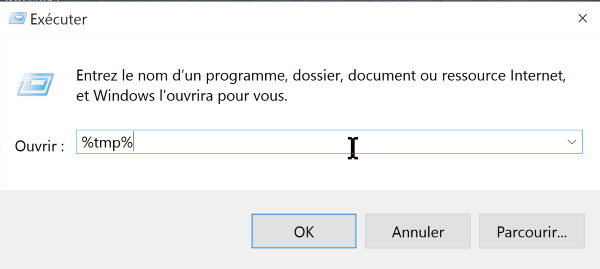 Exécuter
Entrez le nom d’un programme, dossier, document ou ressource Internet,
et Windows l’ouvrira pour vous.
Ouvrir : %tmp%
OK Annuler Parcourir...